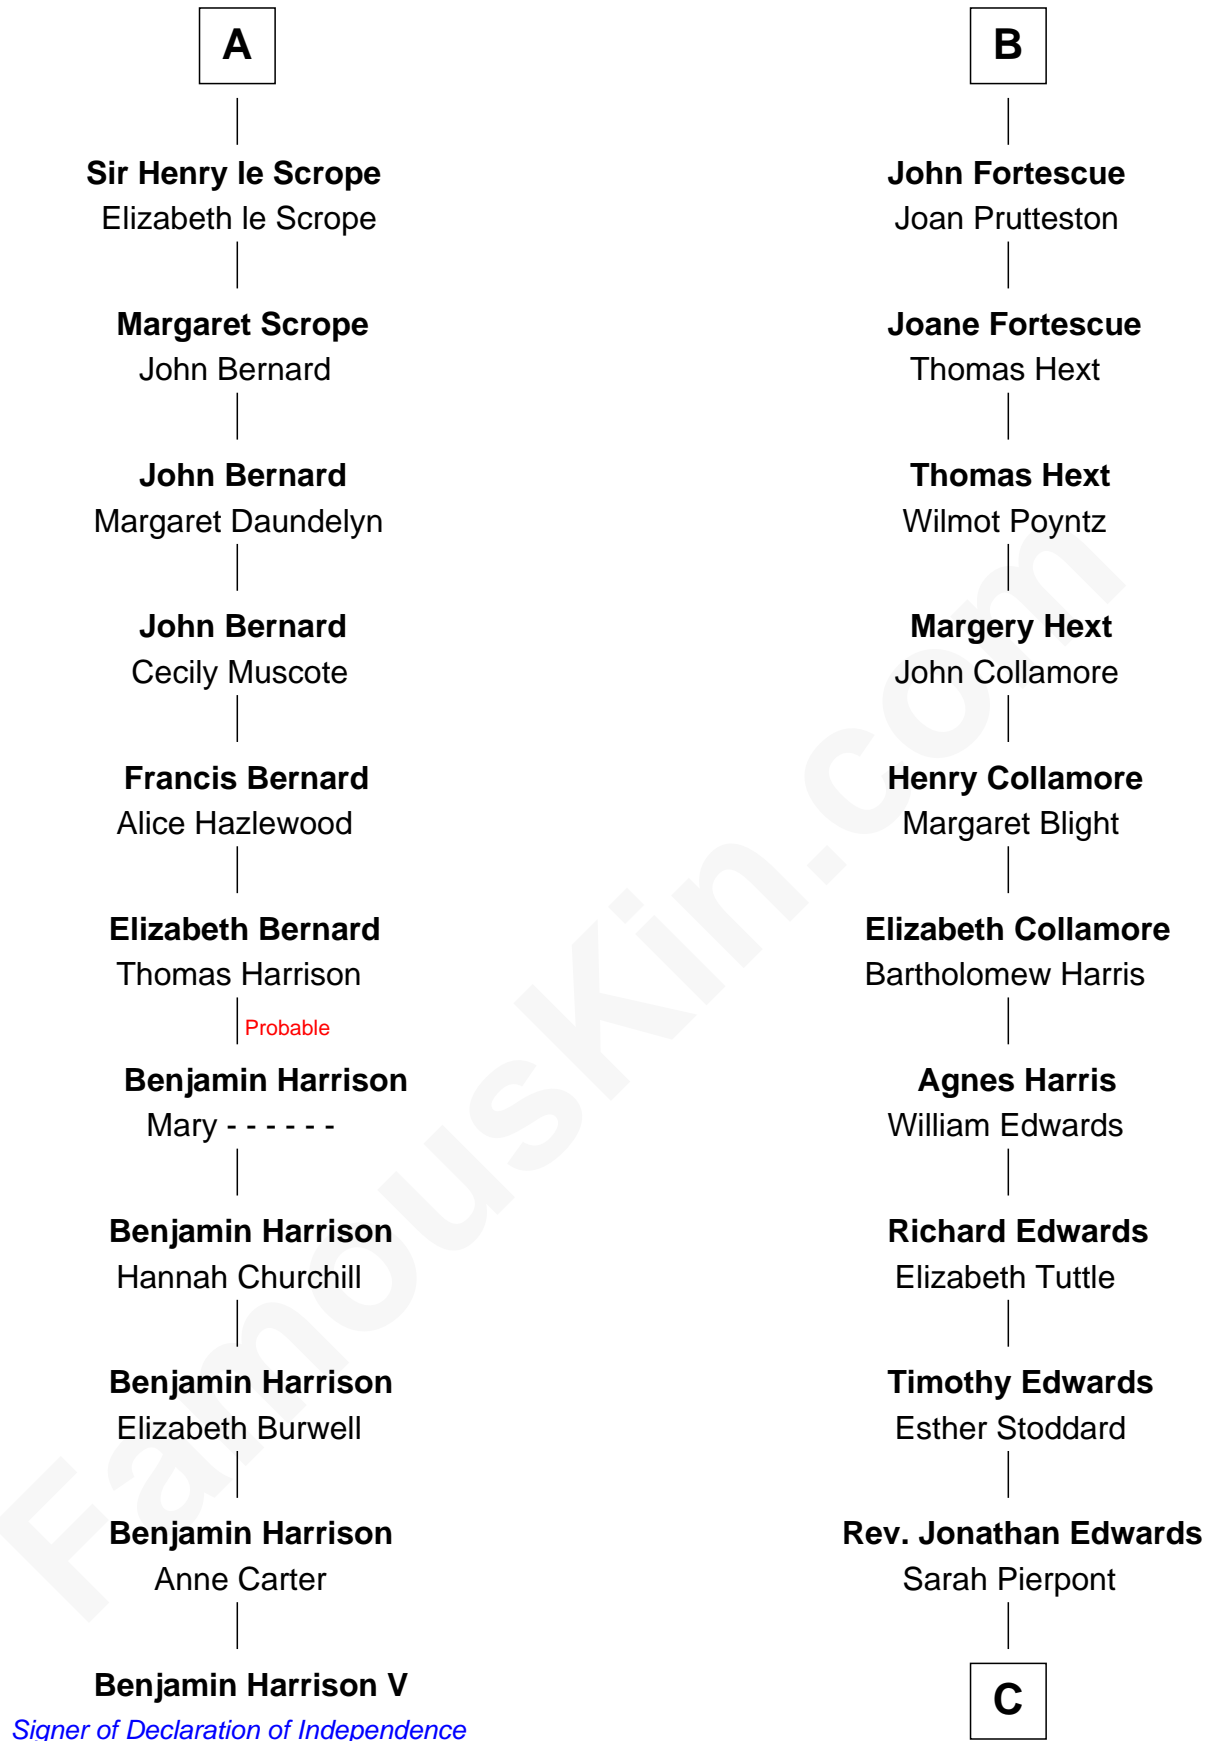 A
Sir Henry le Scrope
Elizabeth le Scrope
Margaret Scrope
John Bernard
John Bernard
Margaret Daundelyn
John Bernard
Cecily Muscote
Francis Bernard
Alice Hazlewood
Elizabeth Bernard
Thomas Harrison
Probable
Benjamin Harrison
Mary - - - - - -
Benjamin Harrison
Hannah Churchill
Benjamin Harrison
Elizabeth Burwell
Benjamin Harrison
Anne Carter
Benjamin Harrison V
Signer of Declaration of Independence
B
John Fortescue
Joan Prutteston
Joane Fortescue
Thomas Hext
Thomas Hext
Wilmot Poyntz
Margery Hext
John Collamore
Henry Collamore
Margaret Blight
Elizabeth Collamore
Bartholomew Harris
Agnes Harris
William Edwards
Richard Edwards
Elizabeth Tuttle
Timothy Edwards
Esther Stoddard
Rev. Jonathan Edwards
Sarah Pierpont
C
FamousKin.com